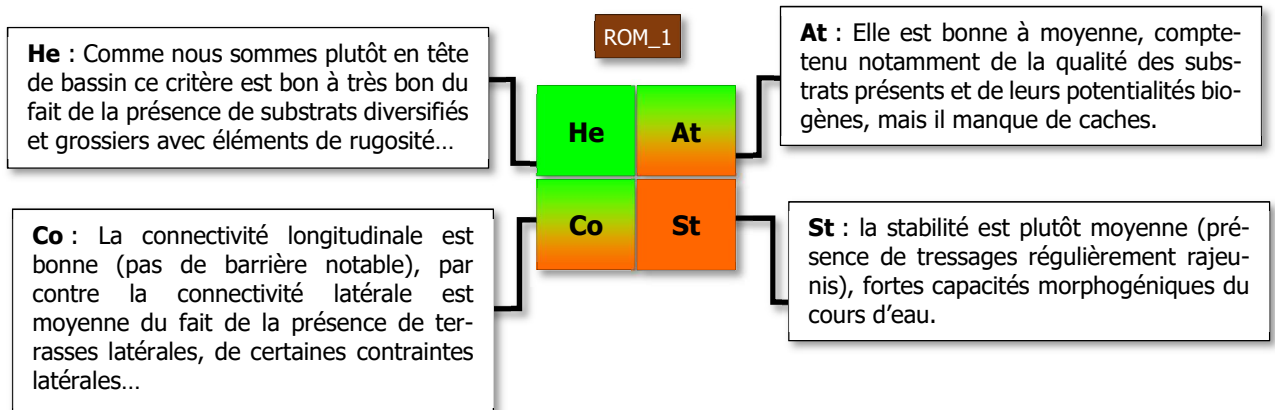 ROM_1
He : Comme nous sommes plutôt en tête
de bassin ce critère est bon à très bon du
fait de la présence de substrats diversifiés
et grossiers avec éléments de rugosité…
At : Elle est bonne à moyenne, compte-
tenu notamment de la qualité des subs-
trats présents et de leurs potentialités bio-
gènes, mais il manque de caches.
He
At
Co
St
Co : La connectivité longitudinale est
bonne (pas de barrière notable), par
contre la connectivité latérale est
moyenne du fait de la présence de ter-
rasses latérales, de certaines contraintes
latérales…
St : la stabilité est plutôt moyenne (pré-
sence de tressages régulièrement rajeu-
nis), fortes capacités morphogéniques du
cours d’eau.